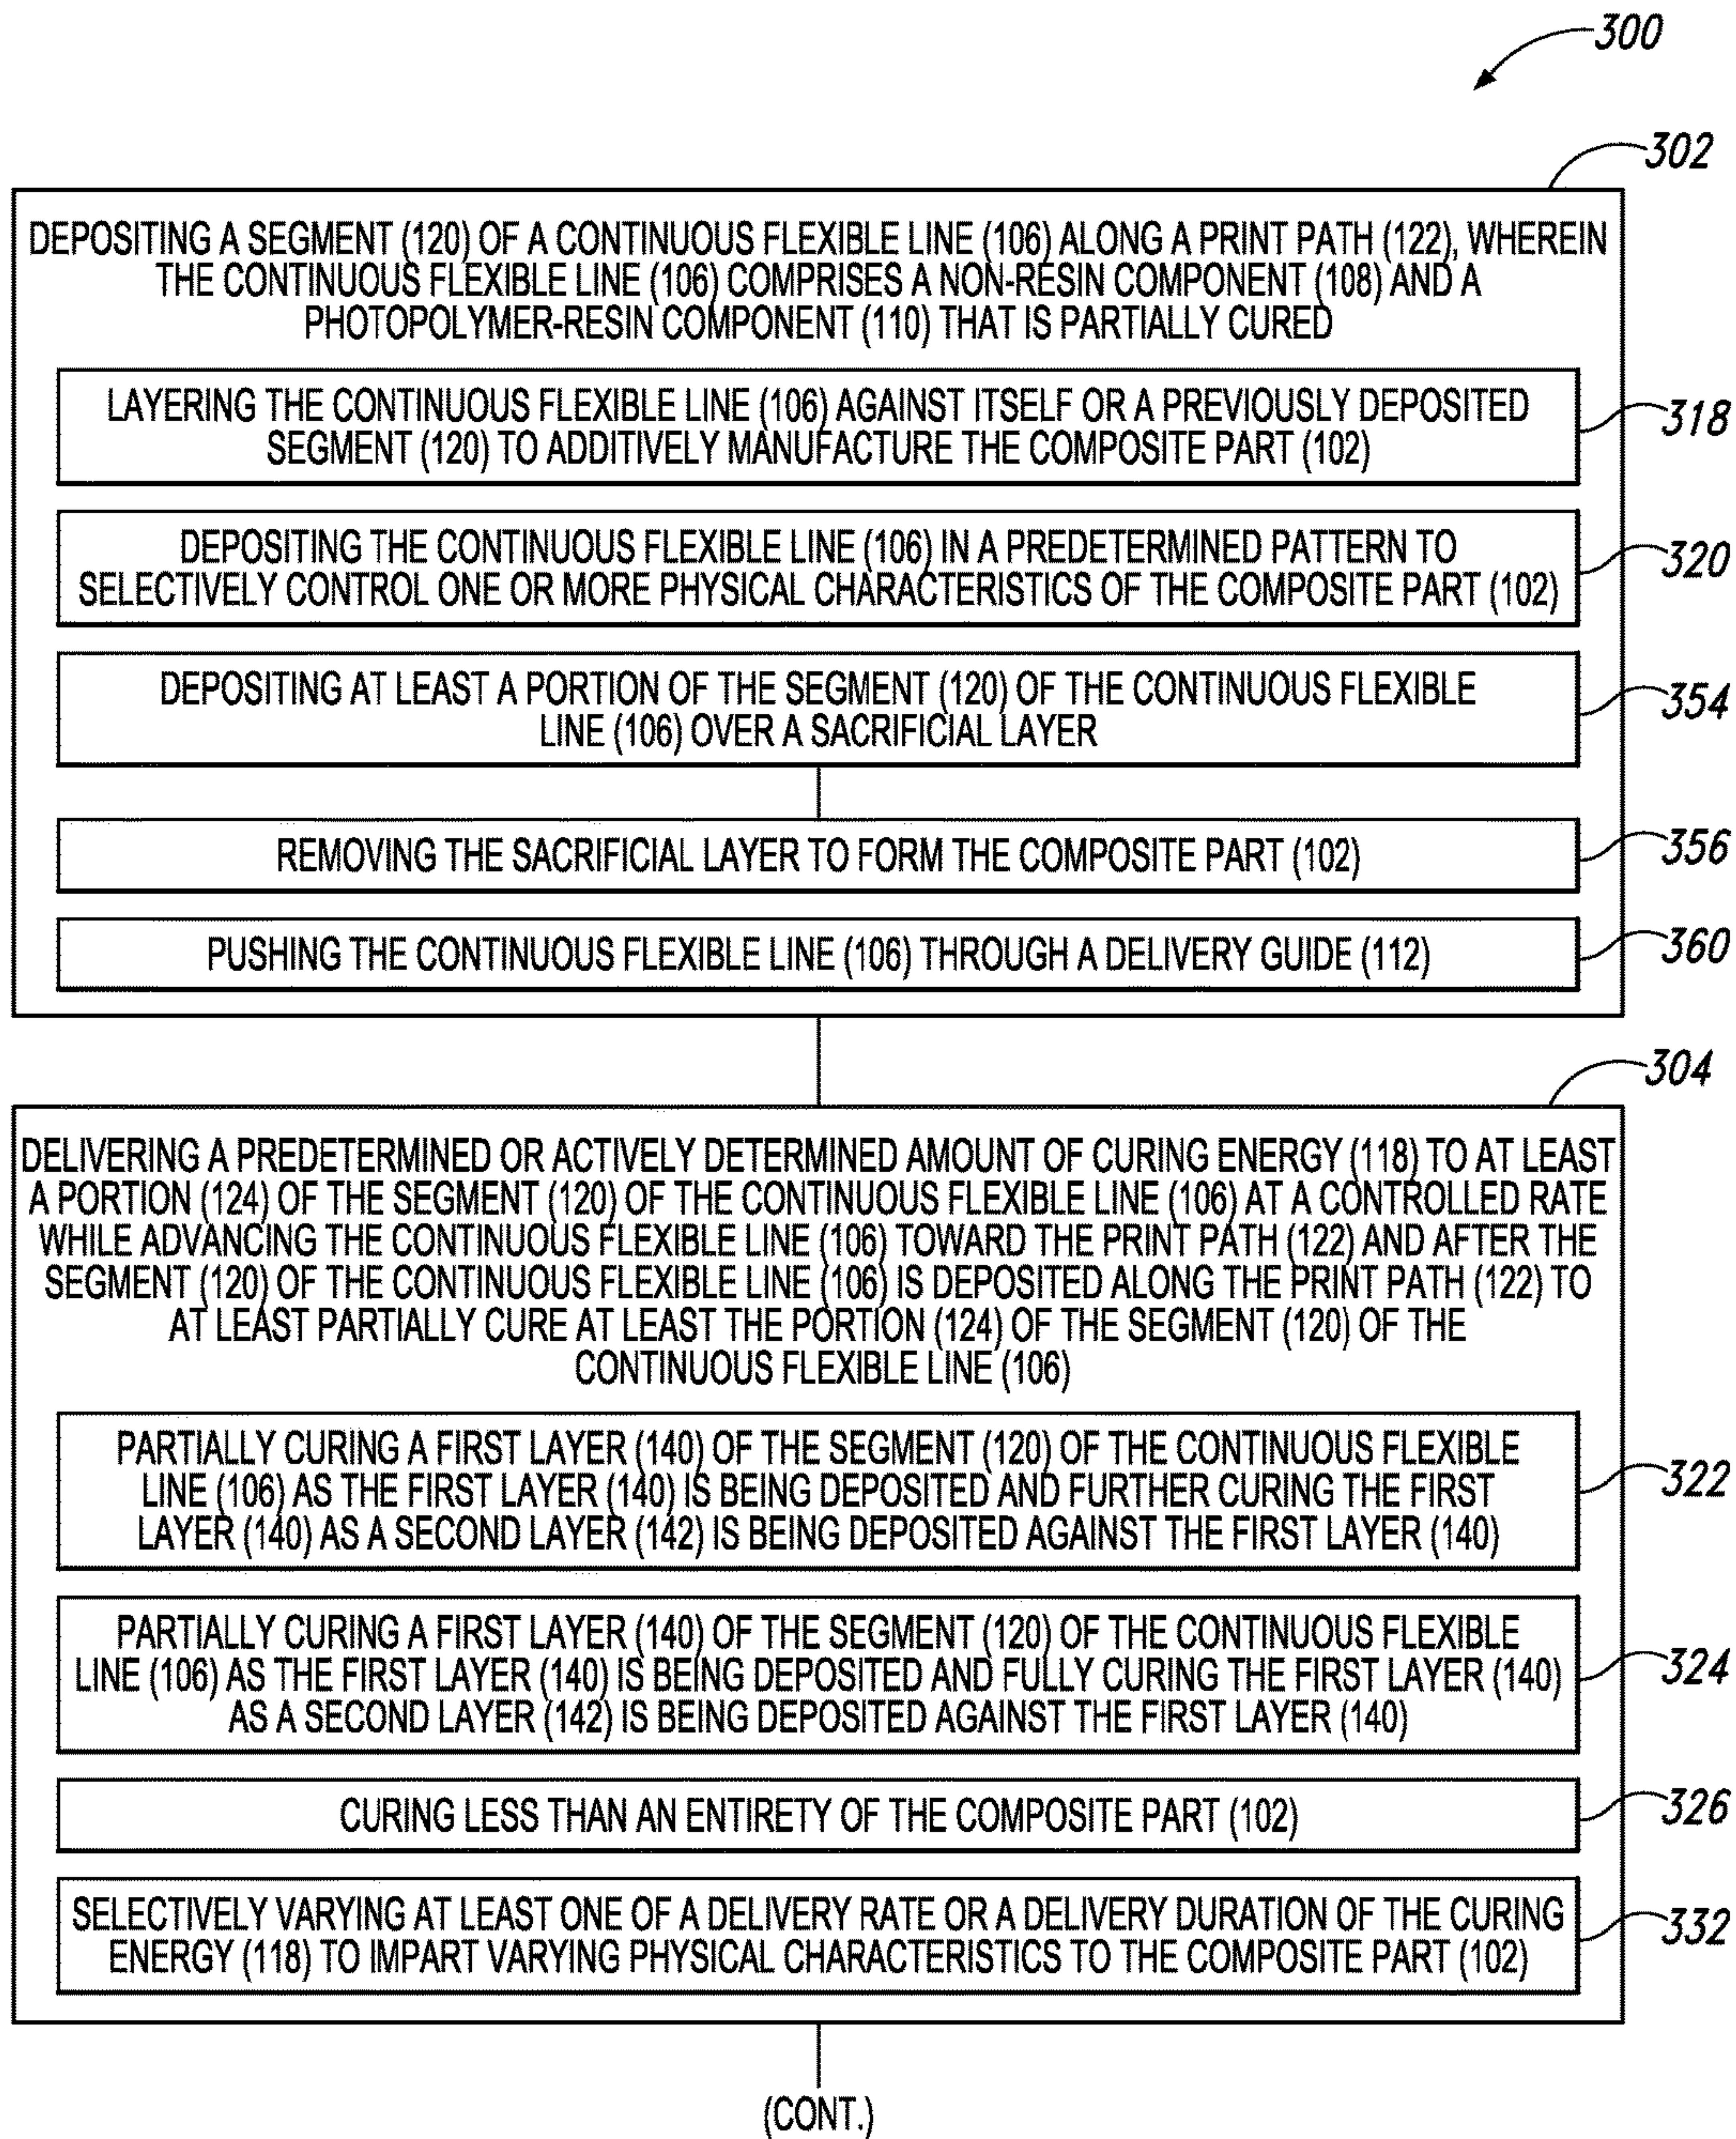 300
302
DEPOSITING A SEGMENT (120) OF A CONTINUOUS FLEXIBLE LINE (106) ALONG A PRINT PATH (122), WHEREIN
THE CONTINUOUS FLEXIBLE LINE (106) COMPRISES A NON-RESIN COMPONENT (108) AND A
PHOTOPOLYMER-RESIN COMPONENT (110) THAT IS PARTIALLY CURED
LAYERING THE CONTINUOUS FLEXIBLE LINE (106) AGAINST ITSELF OR A PREVIOUSLY DEPOSITED
SEGMENT (120) TO ADDITIVELY MANUFACTURE THE COMPOSITE PART (102)
318
DEPOSITING THE CONTINUOUS FLEXIBLE LINE (106) IN A PREDETERMINED PATTERN TO
SELECTIVELY CONTROL ONE OR MORE PHYSICAL CHARACTERISTICS OF THE COMPOSITE PART (102)
320
DEPOSITING AT LEAST A PORTION OF THE SEGMENT (120) OF THE CONTINUOUS FLEXIBLE
LINE (106) OVER A SACRIFICIAL LAYER
354
REMOVING THE SACRIFICIAL LAYER TO FORM THE COMPOSITE PART (102)
356
PUSHING THE CONTINUOUS FLEXIBLE LINE (106) THROUGH A DELIVERY GUIDE (112)
360
304
DELIVERING A PREDETERMINED OR ACTIVELY DETERMINED AMOUNT OF CURING ENERGY (118) TO AT LEAST
A PORTION (124) OF THE SEGMENT (120) OF THE CONTINUOUS FLEXIBLE LINE (106) AT A CONTROLLED RATE
WHILE ADVANCING THE CONTINUOUS FLEXIBLE LINE (106) TOWARD THE PRINT PATH (122) AND AFTER THE
SEGMENT (120) OF THE CONTINUOUS FLEXIBLE LINE (106) IS DEPOSITED ALONG THE PRINT PATH (122) TO
AT LEAST PARTIALLY CURE AT LEAST THE PORTION (124) OF THE SEGMENT (120) OF THE
CONTINUOUS FLEXIBLE LINE (106)
PARTIALLY CURING A FIRST LAYER (140) OF THE SEGMENT (120) OF THE CONTINUOUS FLEXIBLE
LINE (106) AS THE FIRST LAYER (140) IS BEING DEPOSITED AND FURTHER CURING THE FIRST
LAYER (140) AS A SECOND LAYER (142) IS BEING DEPOSITED AGAINST THE FIRST LAYER (140)
322
PARTIALLY CURING A FIRST LAYER (140) OF THE SEGMENT (120) OF THE CONTINUOUS FLEXIBLE
LINE (106) AS THE FIRST LAYER (140) IS BEING DEPOSITED AND FULLY CURING THE FIRST LAYER (140)
AS A SECOND LAYER (142) IS BEING DEPOSITED AGAINST THE FIRST LAYER (140)
324
CURING LESS THAN AN ENTIRETY OF THE COMPOSITE PART (102)
326
SELECTIVELY VARYING AT LEAST ONE OF A DELIVERY RATE OR A DELIVERY DURATION OF THE CURING
ENERGY (118) TO IMPART VARYING PHYSICAL CHARACTERISTICS TO THE COMPOSITE PART (102)
332
(CONT.)